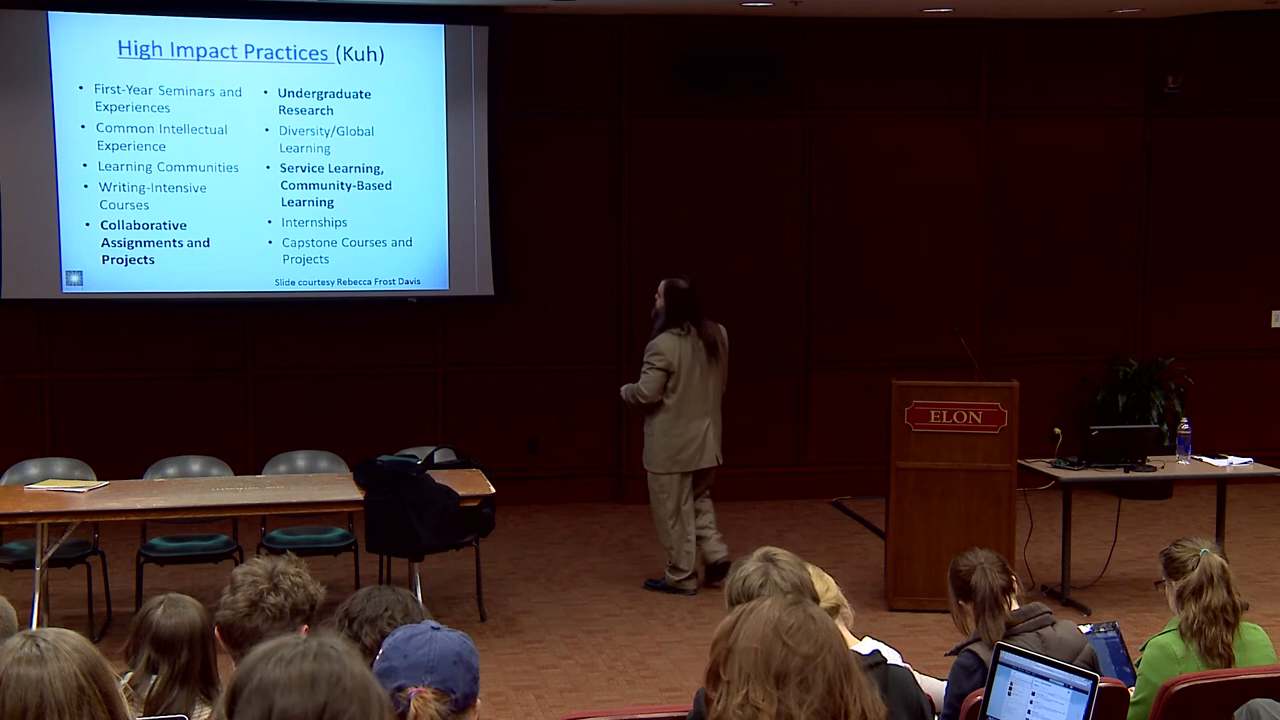 High Impact Practices (Kuh)
• First-Year Seminars and
Experiences
• Common Intellectual
Experience
• Learning Communities
• Writing-Intensive
Courses
• Collaborative
Assignments and
Projects
• Undergraduate
Research
• Diversity/Global
Learning
• Service Learning,
Community-Based
Learning
• Internships
• Capstone Courses and
Projects
Slide courtesy Rebecca Frost Davis
ELON